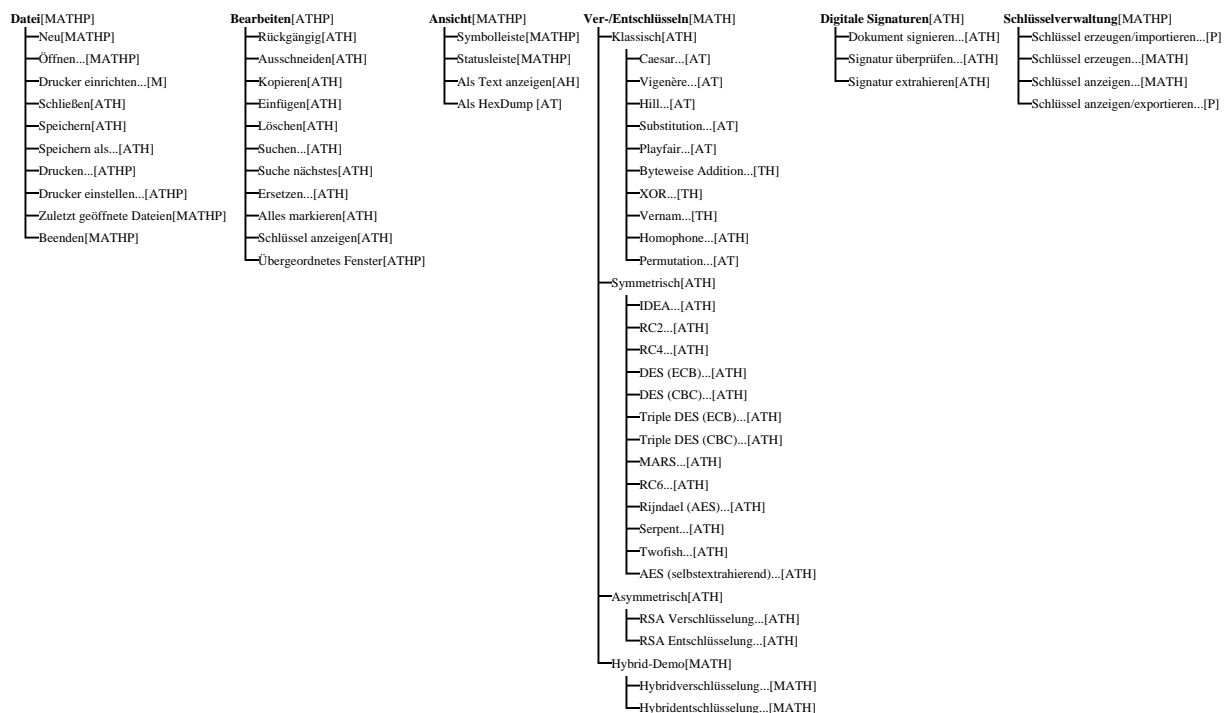 Datei[MATHP]
Neu[MATHP]
Öffnen...[MATHP]
Drucker einrichten...[M]
Schließen[ATH]
Speichern[ATH]
Speichern als...[ATH]
Drucken...[ATHP]
Drucker einstellen...[ATHP]
Zuletzt geöffnete Dateien[MATHP]
Beenden[MATHP]
Bearbeiten[ATHP]
Rückgängig[ATH]
Ausschneiden[ATH]
Kopieren[ATH]
Einfügen[ATH]
Löschen[ATH]
Suchen...[ATH]
Suche nächstes[ATH]
Ersetzen...[ATH]
Alles markieren[ATH]
Schlüssel anzeigen[ATH]
Übergeordnetes Fenster[ATHP]
Ansicht[MATHP]
Symbolleiste[MATHP]
Statusleiste[MATHP]
Als Text anzeigen[AH]
Als HexDump [AT]
Ver-/Entschlüsseln[MATH]
Klassisch[ATH]
Caesar...[AT]
Vigenère...[AT]
Hill...[AT]
Substitution...[AT]
Playfair...[AT]
Byteweise Addition...[TH]
XOR...[TH]
Vernam...[TH]
Homophone...[ATH]
Permutation...[AT]
Symmetrisch[ATH]
IDEA...[ATH]
RC2...[ATH]
RC4...[ATH]
DES (ECB)...[ATH]
DES (CBC)...[ATH]
Triple DES (ECB)...[ATH]
Triple DES (CBC)...[ATH]
MARS...[ATH]
RC6...[ATH]
Rijndael (AES)...[ATH]
Serpent...[ATH]
Twofish...[ATH]
AES (selbstextrahierend)...[ATH]
Asymmetrisch[ATH]
RSA Verschlüsselung...[ATH]
RSA Entschlüsselung...[ATH]
Hybrid-Demo[MATH]
Hybridverschlüsselung...[MATH]
Hybridentschlüsselung...[MATH]
Digitale Signaturen[ATH]
Dokument signieren...[ATH]
Signatur überprüfen...[ATH]
Signatur extrahieren[ATH]
Schlüsselverwaltung[MATHP]
Schlüssel erzeugen/importieren...[P]
Schlüssel erzeugen...[MATH]
Schlüssel anzeigen...[MATH]
Schlüssel anzeigen/exportieren...[P]